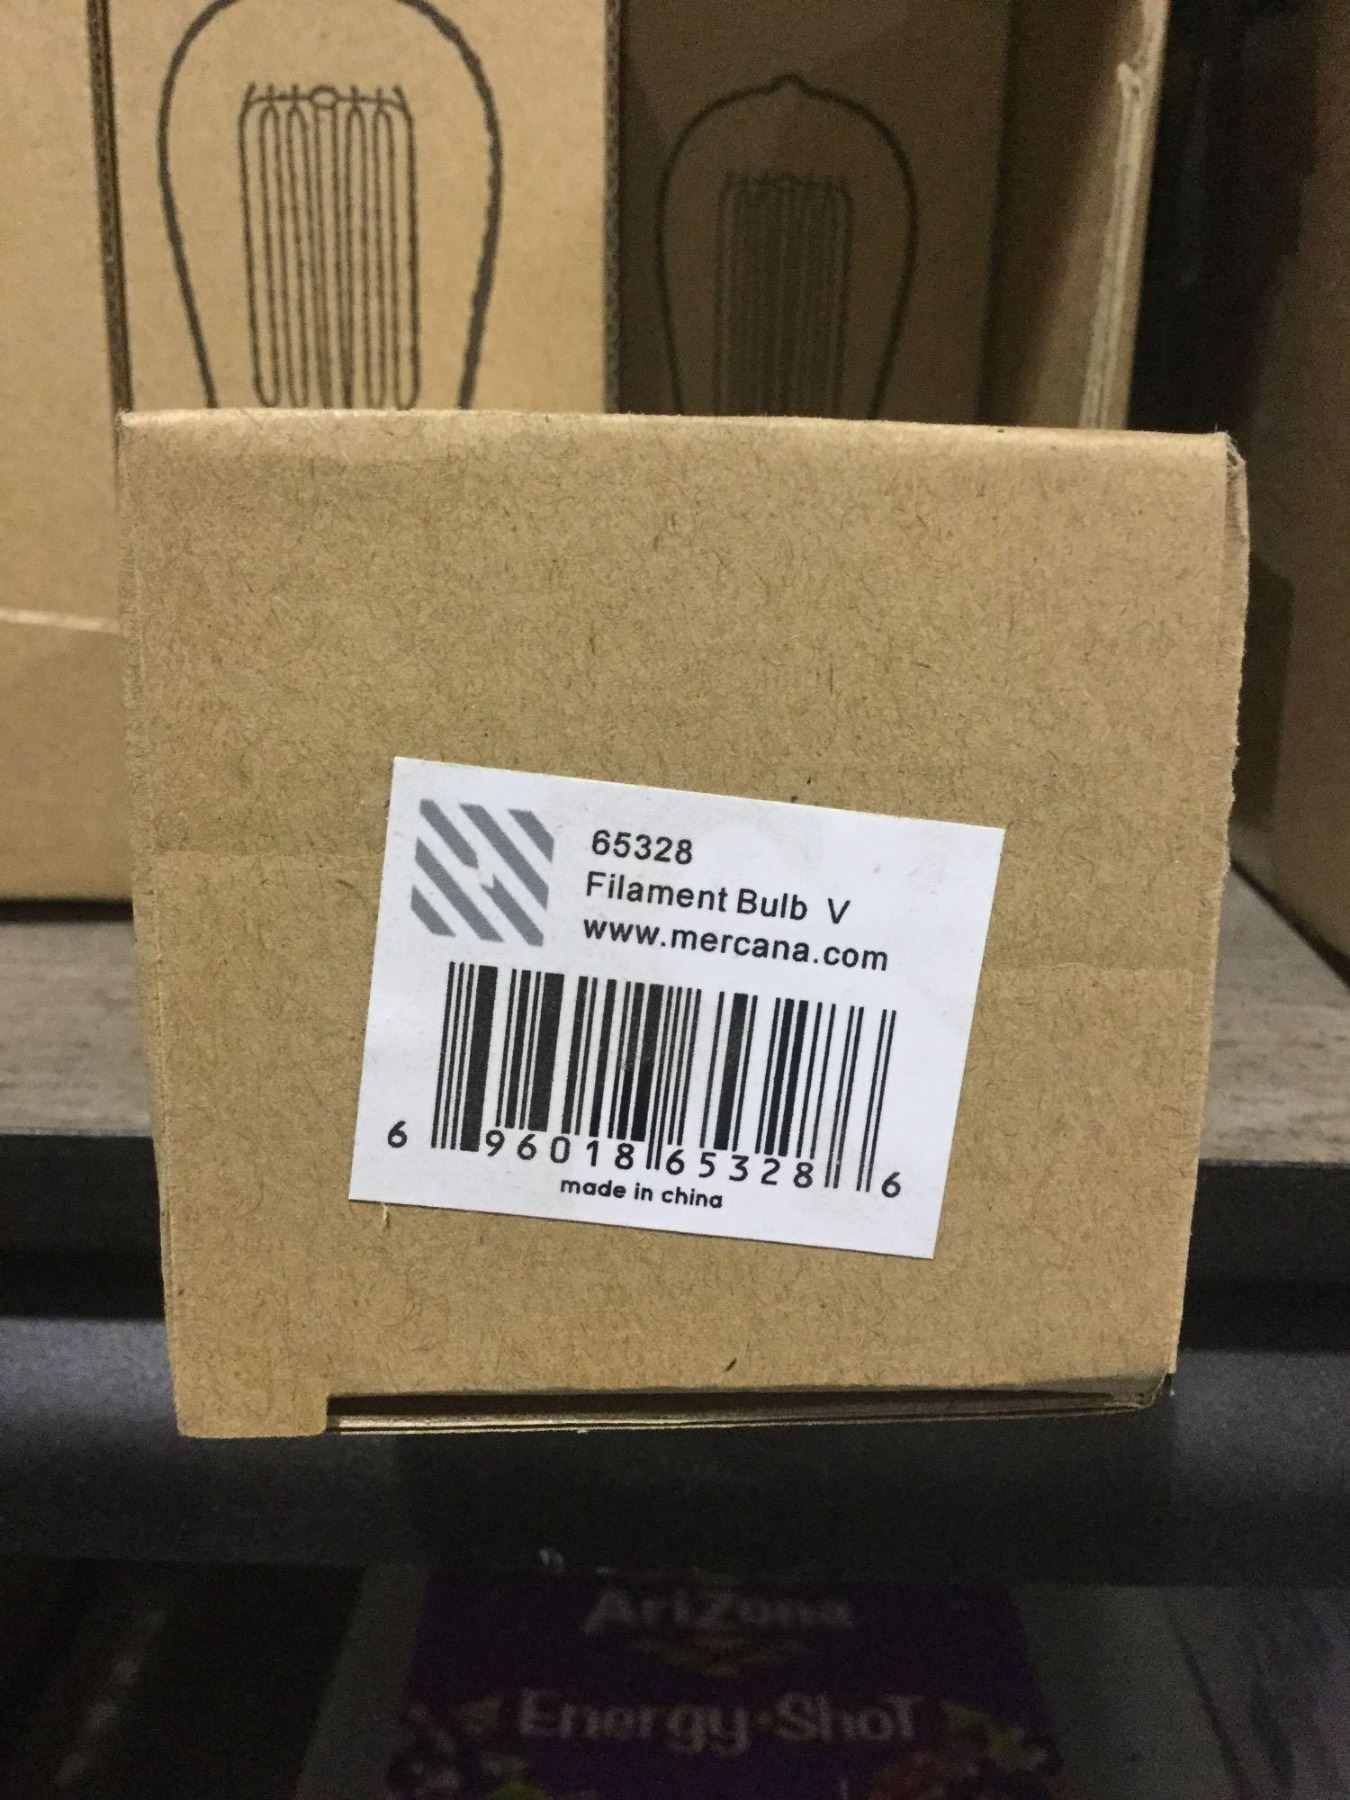 65328
Filament Bulb V
www.mercana.com
6 96018 65328 6
made in china
AriZona
Energy-Shot